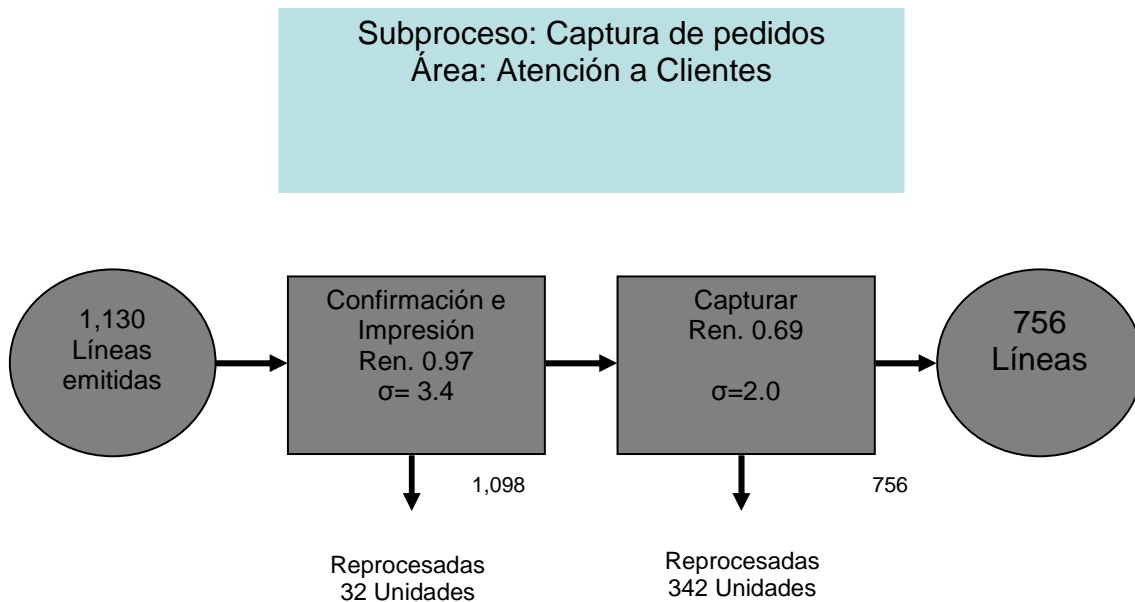 Subproceso: Captura de pedidos
Área: Atención a Clientes
1,130
Líneas
emitidas
Confirmación e
Impresión
Ren. 0.97
σ= 3.4
Capturar
Ren. 0.69
σ=2.0
756
Líneas
1,098
756
Reprocesadas
32 Unidades
Reprocesadas
342 Unidades